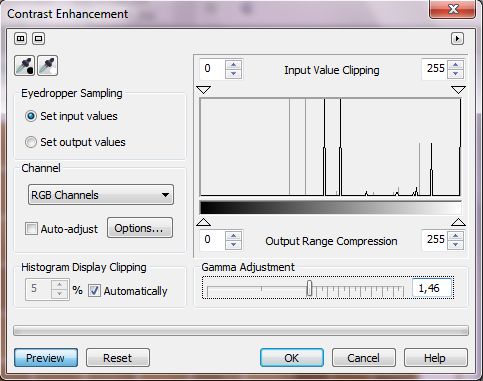 Contrast Enhancement
0 Input Value Clipping 255
Eyedropper Sampling
Set input values
Set output values
Channel
RGB Channels
Auto-adjust Options...
0 Output Range Compression 255
Histogram Display Clipping
5 % Automatically
Gamma Adjustment
1,46
Preview Reset OK Cancel Help